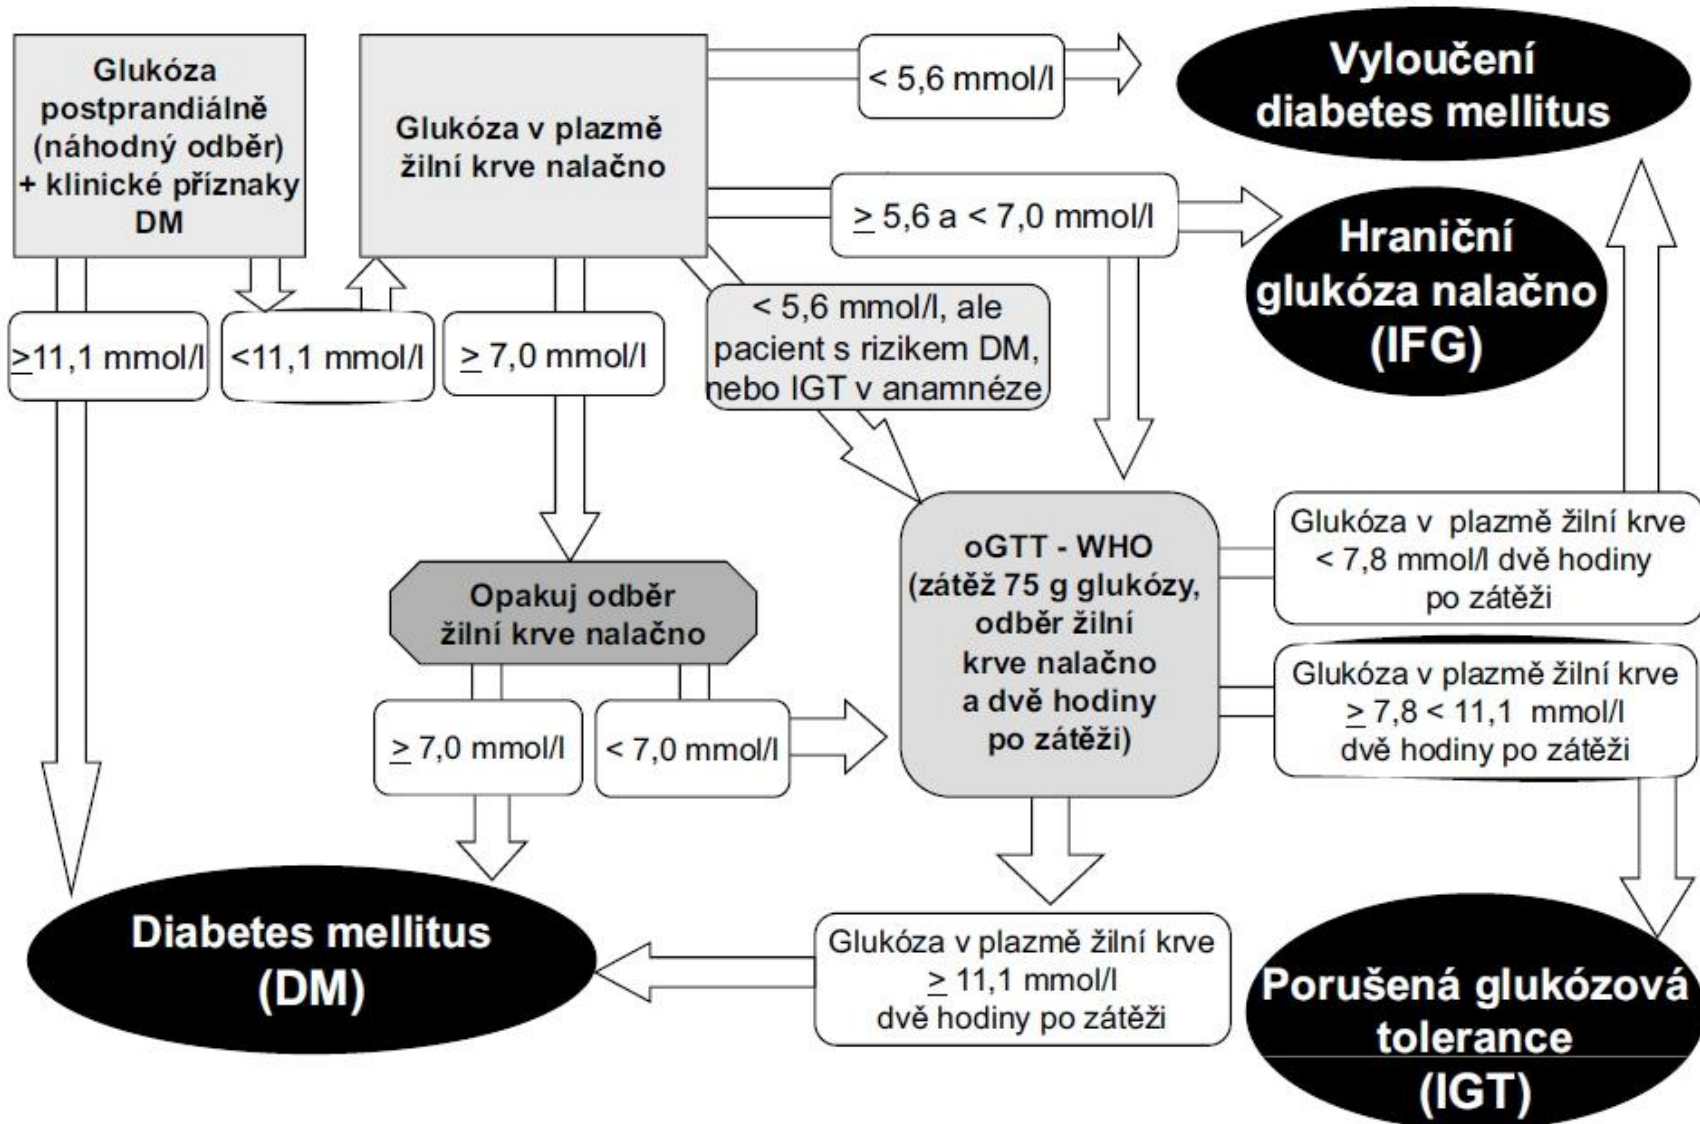 Glukóza
postprandiálně
(náhodný odběr)
+ klinické příznaky
DM
Glukóza v plazmě
žilní krve nalačno
< 5,6 mmol/l
Vyloučení
diabetes mellitus
≥ 5,6 a < 7,0 mmol/l
Hraniční
glukóza nalačno
(IFG)
≥11,1 mmol/l
<11,1 mmol/l
≥ 7,0 mmol/l
< 5,6 mmol/l, ale
pacient s rizikem DM,
nebo IGT v anamnéze
Opakuj odběr
žilní krve nalačno
≥ 7,0 mmol/l
< 7,0 mmol/l
oGTT - WHO
(zátěž 75 g glukózy,
odběr žilní
krve nalačno
a dvě hodiny
po zátěži)
Glukóza v plazmě žilní krve
< 7,8 mmol/l dvě hodiny
po zátěži
Glukóza v plazmě žilní krve
≥ 7,8 < 11,1 mmol/l
dvě hodiny po zátěži
Diabetes mellitus
(DM)
Glukóza v plazmě žilní krve
≥ 11,1 mmol/l
dvě hodiny po zátěži
Porušená glukózová
tolerance
(IGT)